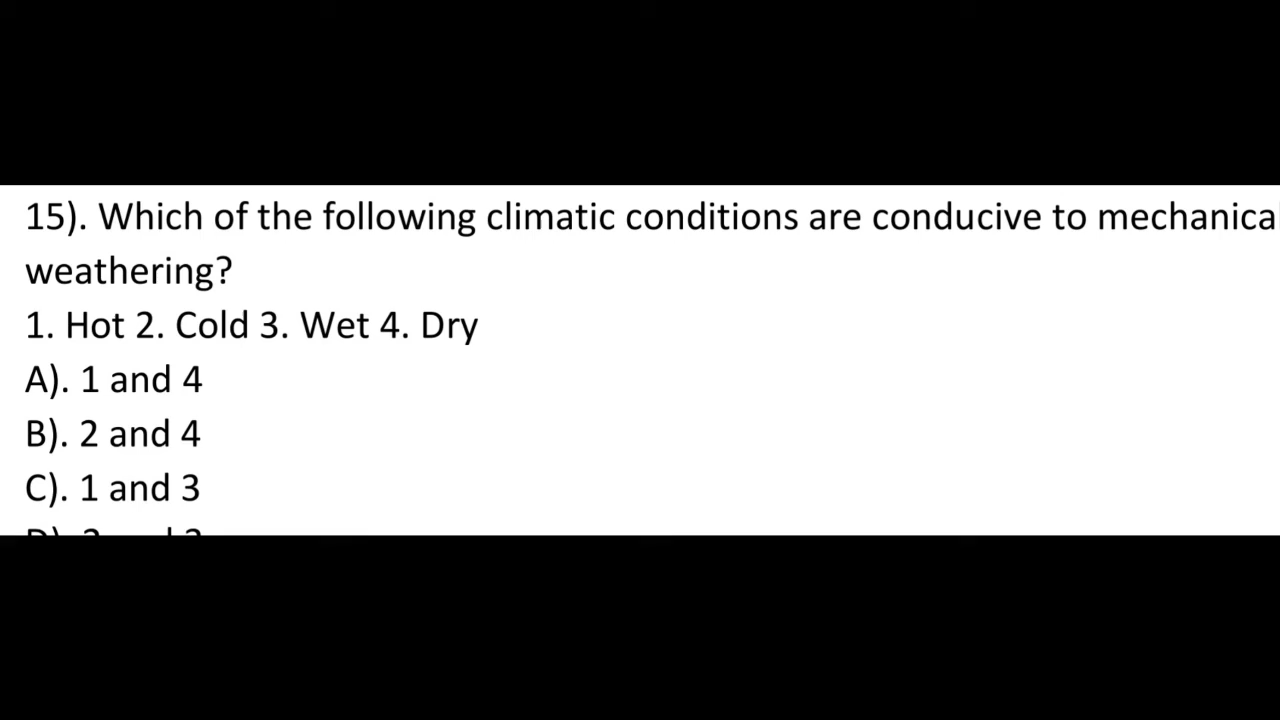 15). Which of the following climatic conditions are conducive to mechanica
weathering?
1. Hot 2. Cold 3. Wet 4. Dry
A). 1 and 4
B). 2 and 4
C). 1 and 3